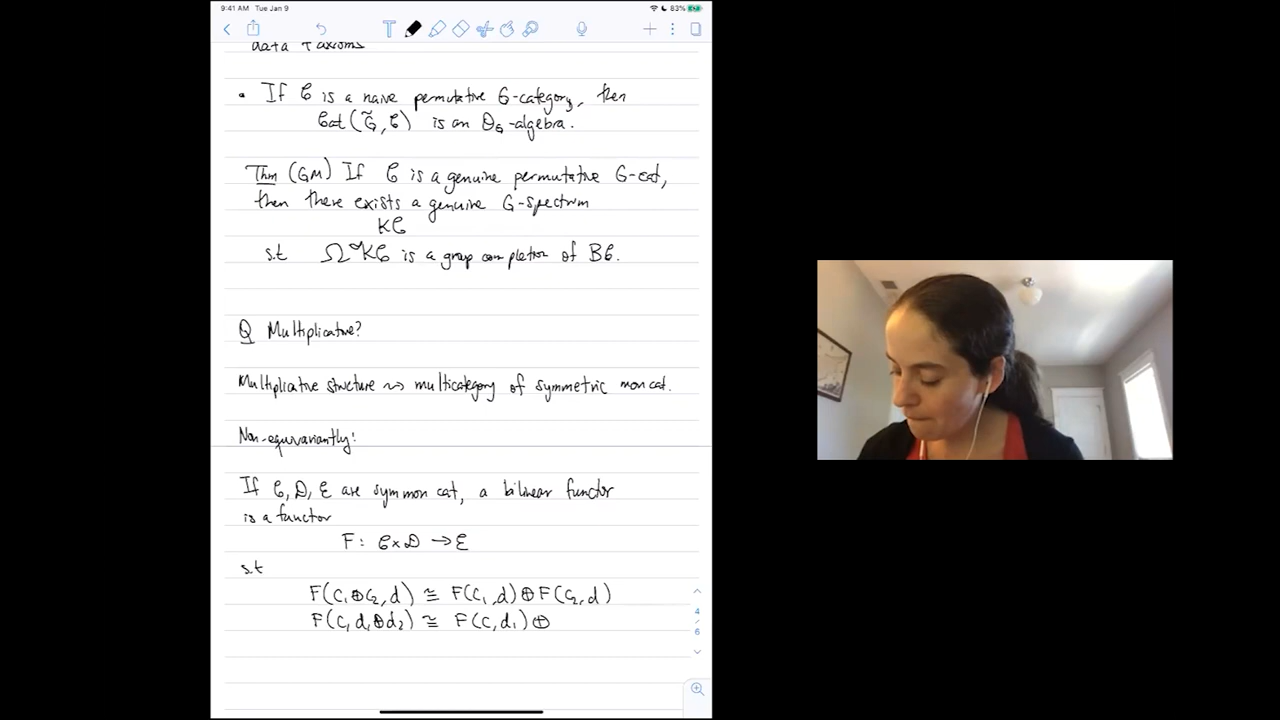 9:41 AM Tue Jan 9
83%
data + axioms
• If C is a naive permutative G-category, then
Cat(G̃, C) is an O_G-algebra.
Thm (GM) If C is a genuine permutative G-cat,
then there exists a genuine G-spectrum
KC
s.t Ω^∞KC is a group completion of BC.
Q Multiplicative?
Multiplicative structure ⇝ multicategory of symmetric mon cat.
Non-equivariantly:
If C, D, E are sym mon cat, a bilinear functor
is a functor
F: C×D → E
s.t
F(c₁⊕c₂, d) ≅ F(c₁, d)⊕F(c₂, d)
F(c, d₁⊕d₂) ≅ F(c, d₁)⊕
4
/
6